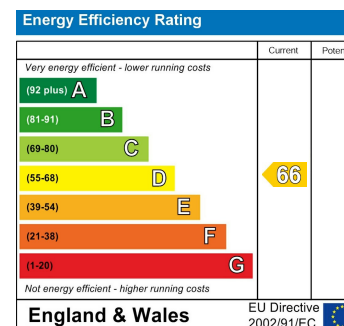 Energy Efficiency Rating
Current
Very energy efficient - lower running costs
(92 plus) A
(81-91) B
(69-80) C
(55-68) D
66
(39-54) E
(21-38) F
(1-20) G
Not energy efficient - higher running costs
England & Wales
EU Directive
2002/91/EC